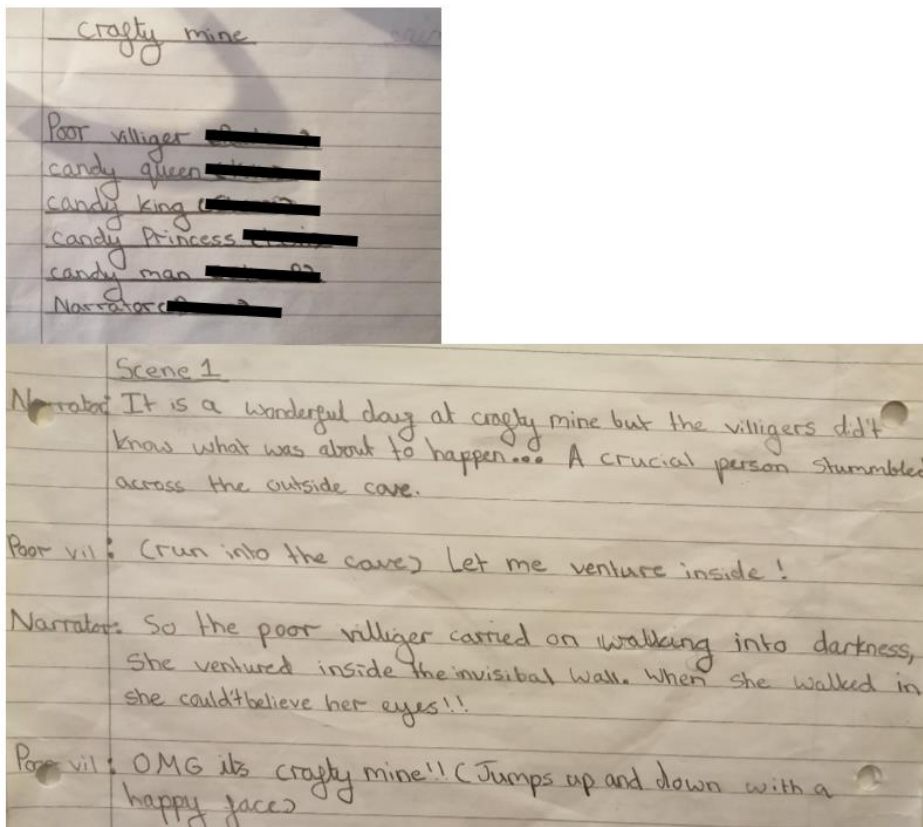 crafty mine
Poor villiger
candy queen
candy king
candy Princess
candy man
Narrator
Scene 1
Narrator: It is a wonderful day at crafty mine but the villigers did't
know what was about to happen... A crucial person stummbled
across the outside cave.
Poor vil: (run into the cave) Let me venture inside!
Narrator: So the poor villiger carried on walking into darkness,
She ventured inside the invisibal wall. When she walked in
she could't believe her eyes!!
Poor vil: OMG its crafty mine!! (Jumps up and down with a
happy face)